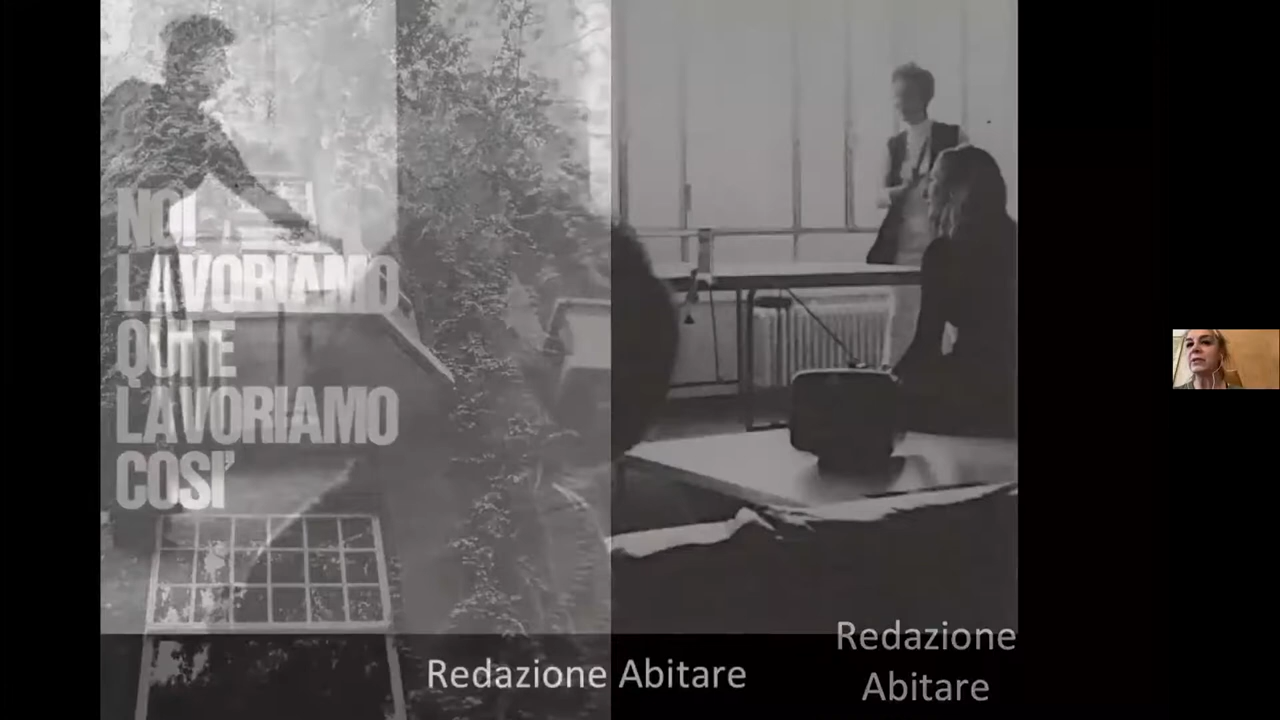 NOI
LAVORIAMO
QUI E
LAVORIAMO
COSI'
Redazione Abitare
Redazione
Abitare